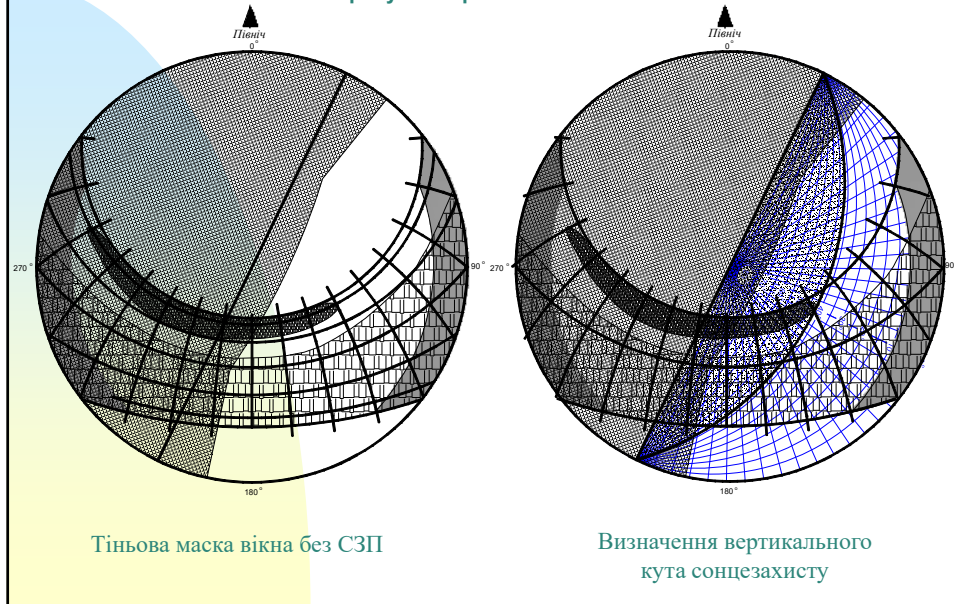 Північ
0°
270°
90°
180°
Північ
0°
270°
90
180°
Тіньова маска вікна без СЗП
Визначення вертикального
кута сонцезахисту